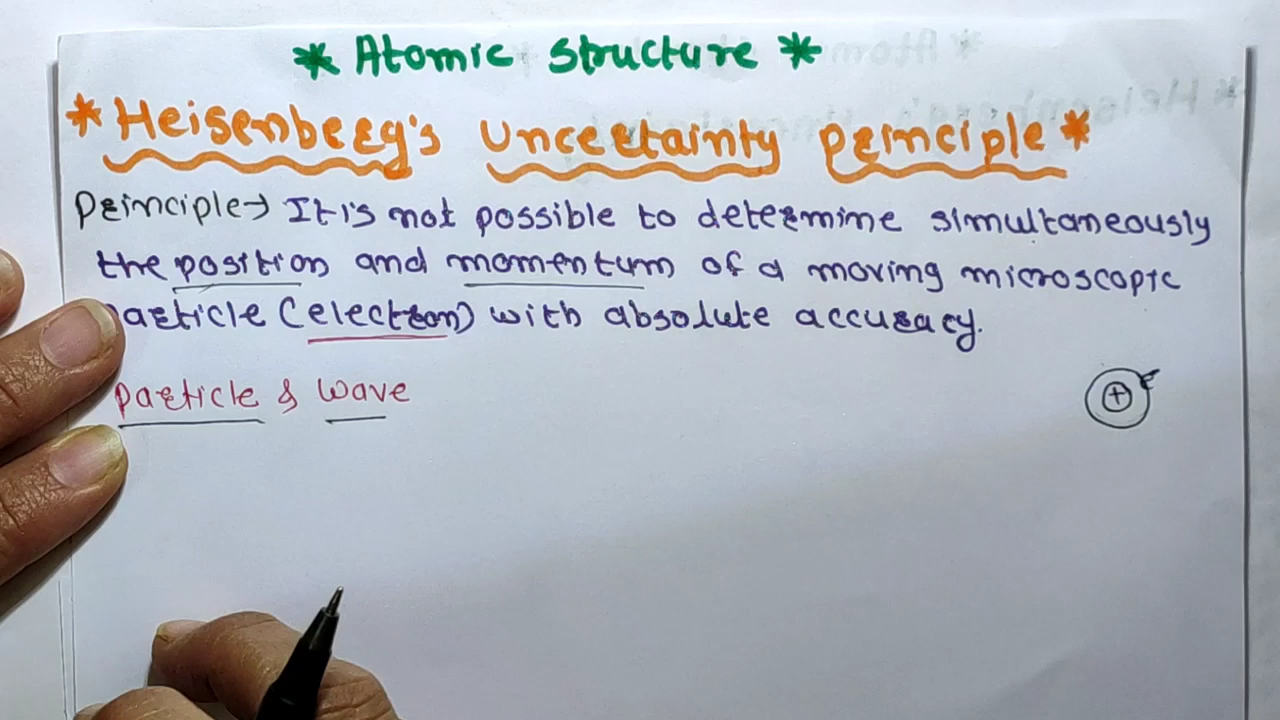 * Atomic structure *
* Heisenberg's Uncertainty principle *
principle→ It is not possible to determine simultaneously
the position and momentum of a moving microscopic
particle (electron) with absolute accuracy.
particle & wave
+ e